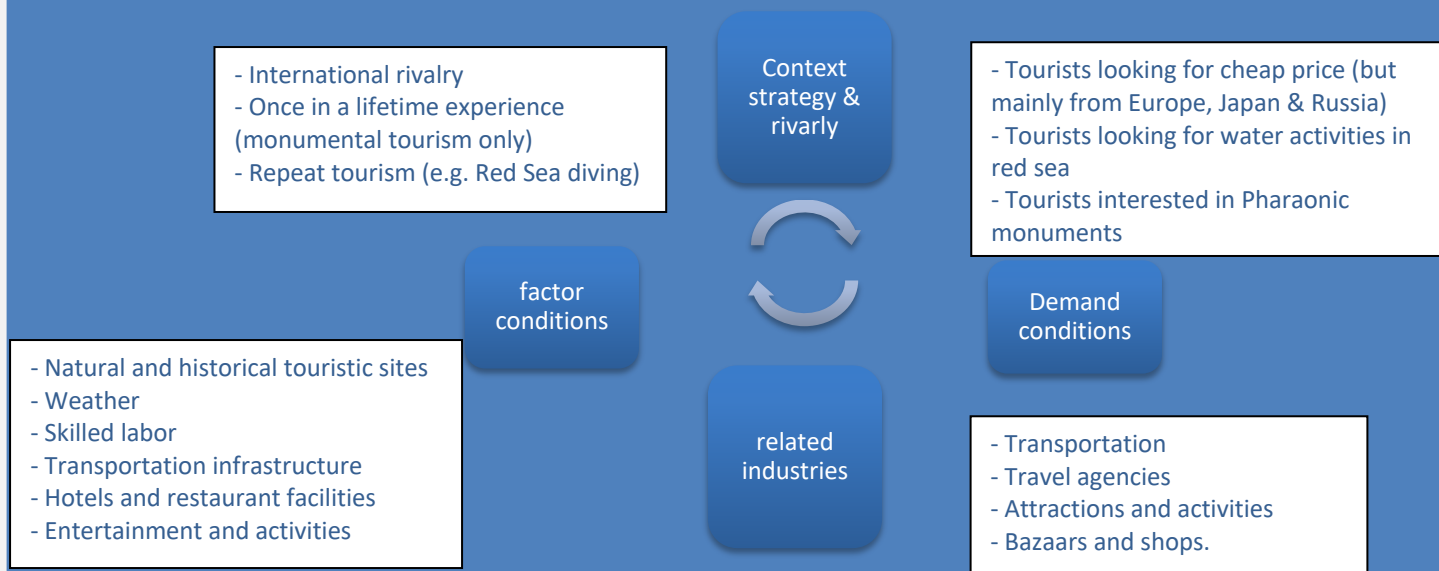 - International rivalry
- Once in a lifetime experience
(monumental tourism only)
- Repeat tourism (e.g. Red Sea diving)
Context
strategy &
rivarly
- Tourists looking for cheap price (but
mainly from Europe, Japan & Russia)
- Tourists looking for water activities in
red sea
- Tourists interested in Pharaonic
monuments
factor
conditions
Demand
conditions
- Natural and historical touristic sites
- Weather
- Skilled labor
- Transportation infrastructure
- Hotels and restaurant facilities
- Entertainment and activities
related
industries
- Transportation
- Travel agencies
- Attractions and activities
- Bazaars and shops.